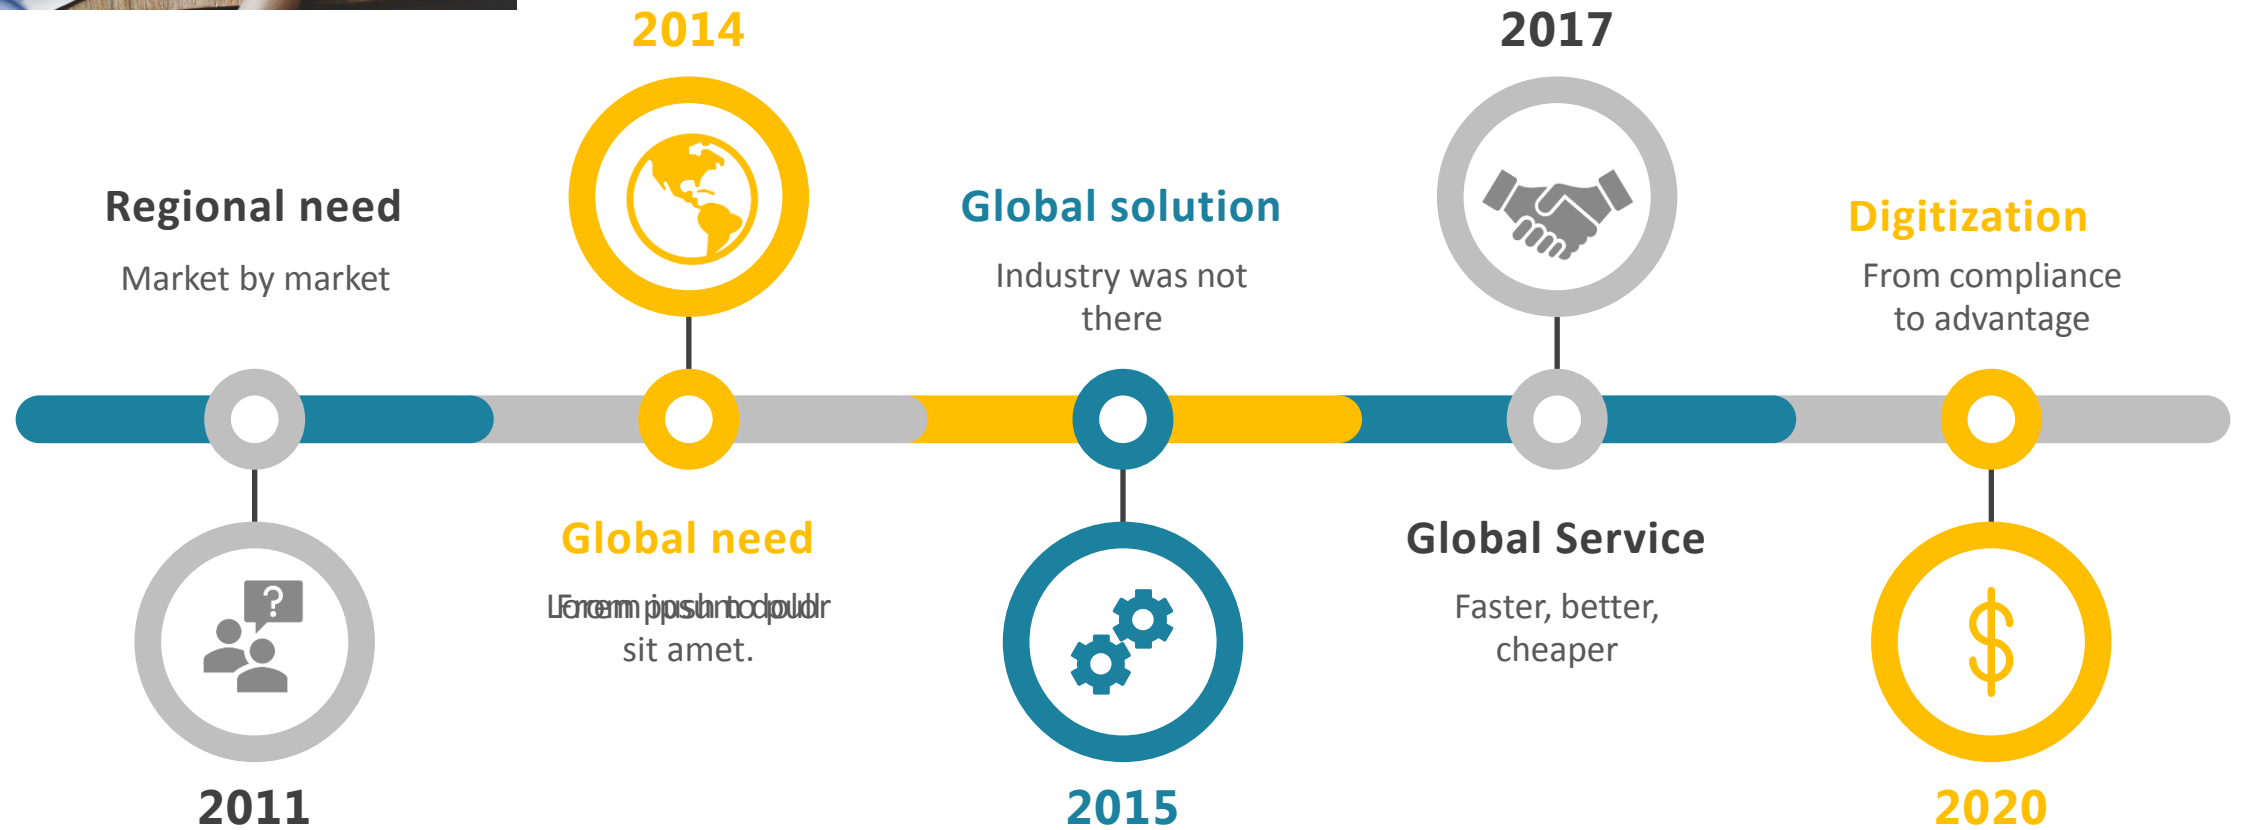 2014
2017
Regional need
Market by market
Global solution
Industry was not
there
Digitization
From compliance
to advantage
?
Global need
sit amet.
Global Service
Faster, better,
cheaper
$
2011
2015
2020